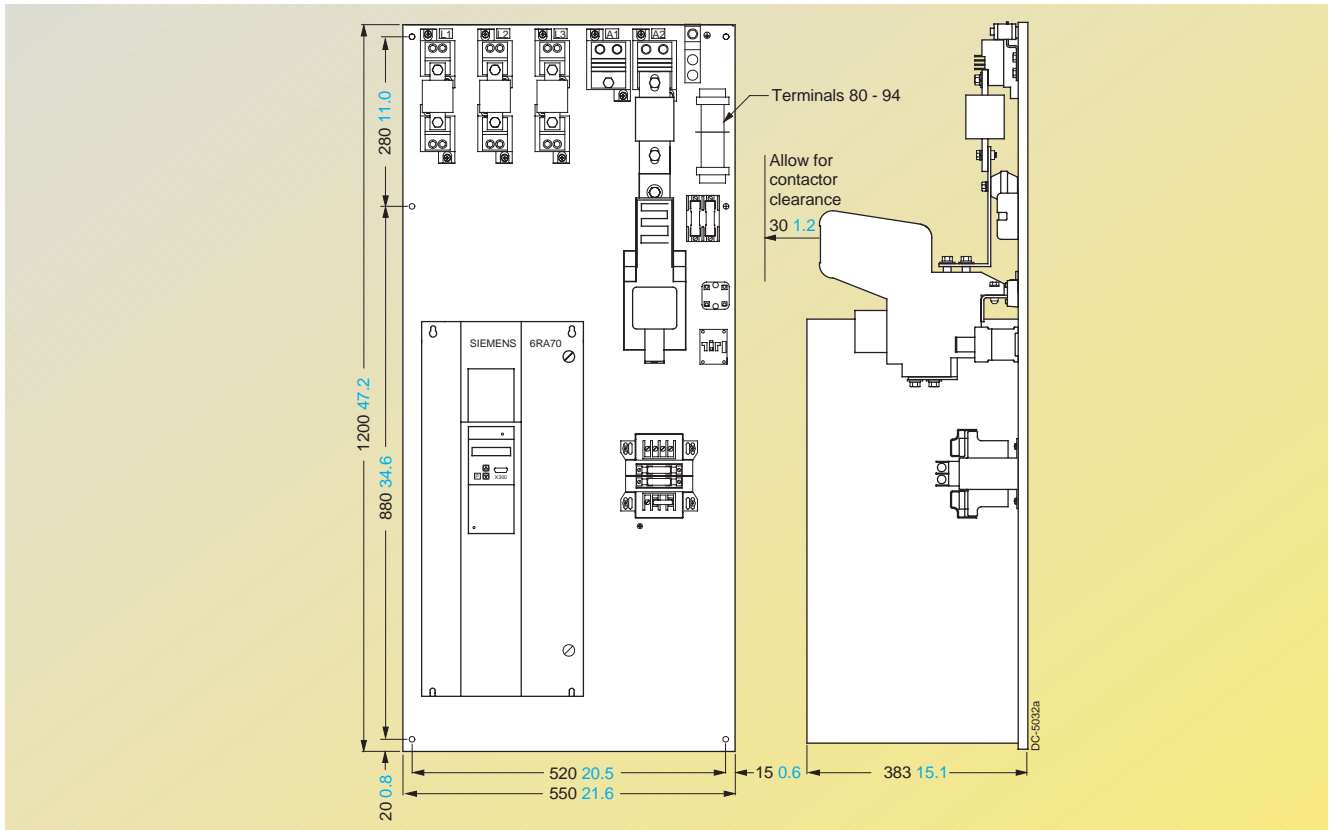 L1
L2
L3
A1
A2
Terminals 80 - 94
Allow for
contactor
clearance
30 1.2
280 11.0
SIEMENS 6RA70
X300
1200 47.2
880 34.6
20 0.8
520 20.5
550 21.6
15 0.6
383 15.1
DC-5032a